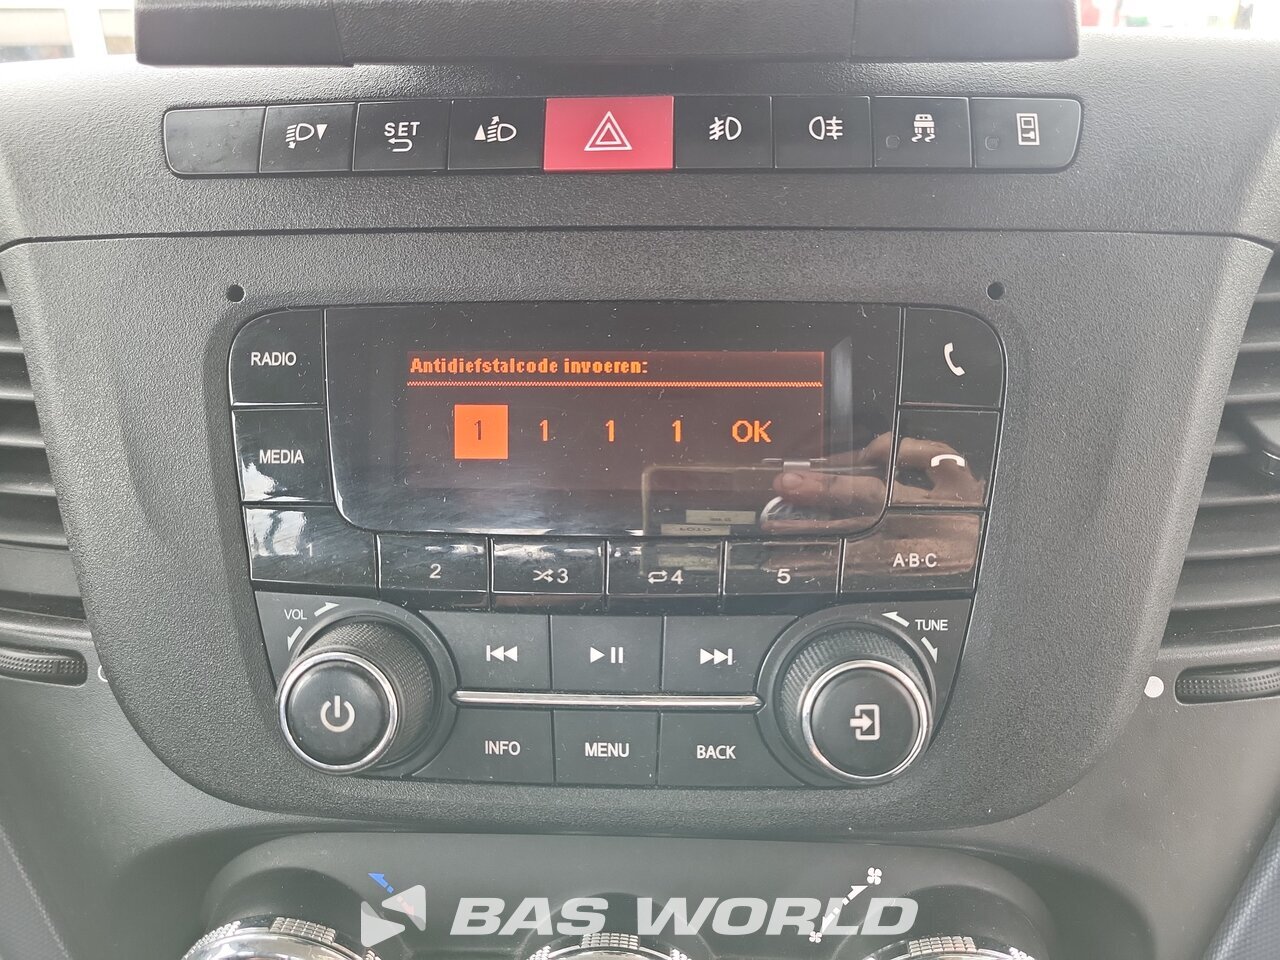 SET
RADIO
Antidiefstalcode invoeren:
1 1 1 1 OK
MEDIA
1 2 3 4 5 A·B·C
VOL
TUNE
INFO MENU BACK
BAS WORLD